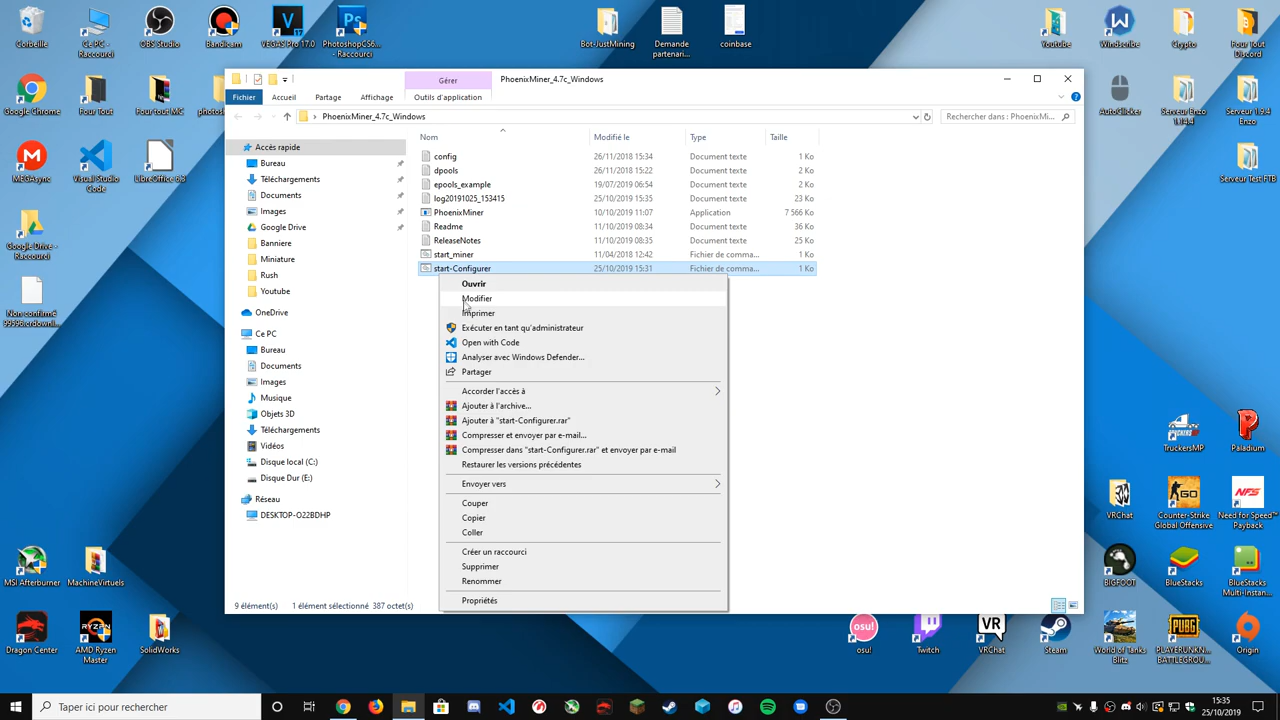 Corbeille
Ce PC -
Raccourci
OBS Studio
bandicam
VEGAS Pro 17.0
PhotoshopCS6...
- Raccourci
Bot-JustMining
Demande
partenari...
coinbase
Youtube
Windscribe
Crypto
Pour Tout
Discord
Google Chrome
Pour Tout
Pour tout MC
AutoClicker
Serveur Enzo
1.14.4
Serveur Enzo
MEGAsync
Visual Studio
Code
LibreOffice 6.3
Serveur Test FTB
Google Drive -
Raccourci
Non confirmé
MSI Afterburner
MachineVirtuels
Dragon Center
AMD Ryzen
Master
SolidWorks
TruckersMP
Paladium
VRChat
Counter-Strike
Global Offensive
Need for Speed™
Payback
BIGFOOT
BlueStacks
BlueStacks
Multi-Instan...
osu!
Twitch
VRChat
Steam
World of Tanks
Blitz
PLAYERUNKN...
BATTLEGROU...
Origin
Gérer
PhoenixMiner_4.7c_Windows
Fichier
Accueil
Partage
Affichage
Outils d'application
PhoenixMiner_4.7c_Windows
Rechercher dans : PhoenixMi...
Nom
Modifié le
Type
Taille
config 26/11/2018 15:34 Document texte 1 Ko
dpools 26/11/2018 15:22 Document texte 2 Ko
epools_example 19/07/2019 06:54 Document texte 2 Ko
log20191025_153415 25/10/2019 15:35 Document texte 23 Ko
PhoenixMiner 10/10/2019 11:07 Application 7 566 Ko
Readme 11/10/2019 08:34 Document texte 36 Ko
ReleaseNotes 11/10/2019 08:35 Document texte 25 Ko
start_miner 11/04/2018 12:42 Fichier de comma... 1 Ko
start-Configurer 25/10/2019 15:31 Fichier de comma... 1 Ko
Accès rapide
Bureau
Téléchargements
Documents
Images
Google Drive
Banniere
Miniature
Rush
Youtube
OneDrive
Ce PC
Bureau
Documents
Images
Musique
Objets 3D
Téléchargements
Vidéos
Disque local (C:)
Disque Dur (E:)
Réseau
DESKTOP-O22BDHP
Ouvrir
Modifier
Imprimer
Exécuter en tant qu'administrateur
Open with Code
Analyser avec Windows Defender...
Partager
Accorder l'accès à
Ajouter à l'archive...
Ajouter à "start-Configurer.rar"
Compresser et envoyer par e-mail...
Compresser dans "start-Configurer.rar" et envoyer par e-mail
Restaurer les versions précédentes
Envoyer vers
Couper
Copier
Coller
Créer un raccourci
Supprimer
Renommer
Propriétés
9 élément(s) 1 élément sélectionné 387 octet(s)
Taper ici pour rechercher
15:35
25/10/2019